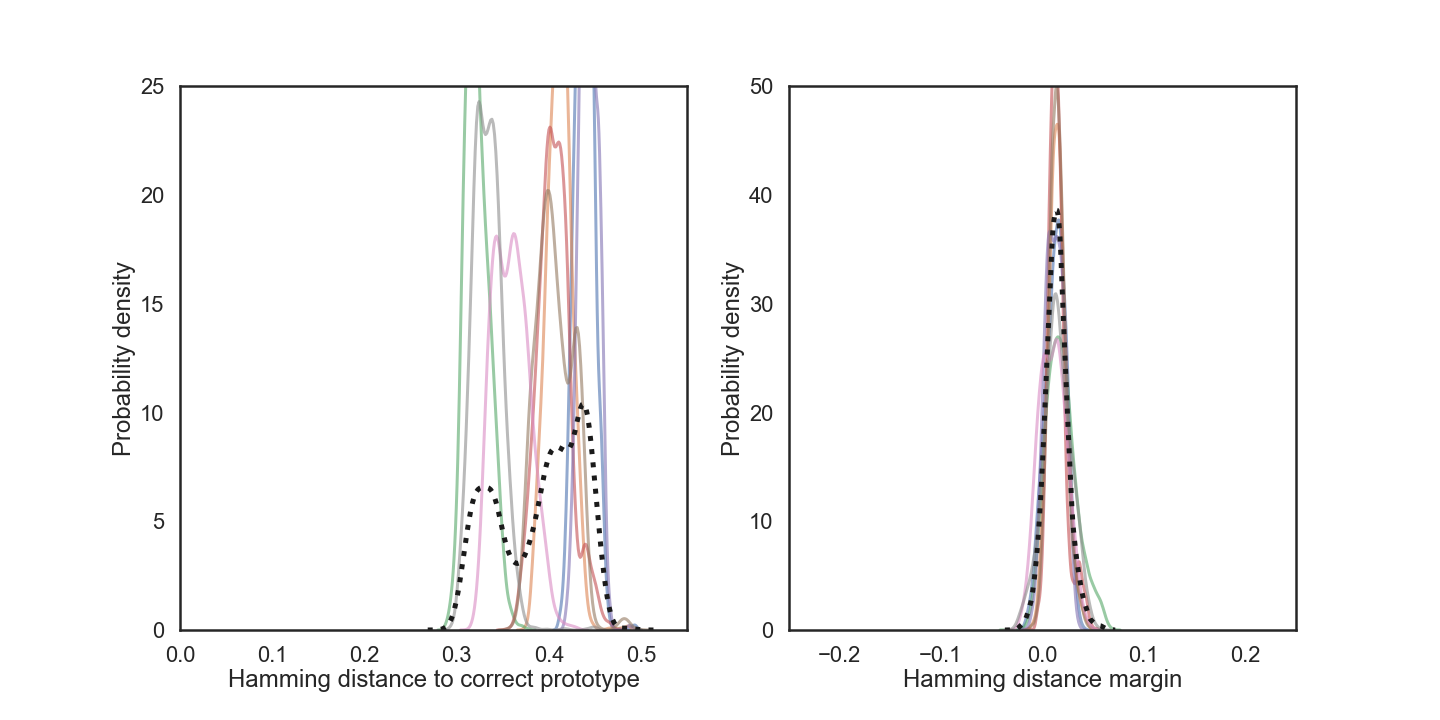 25
20
15
10
5
0
Probability density
0.0 0.1 0.2 0.3 0.4 0.5
Hamming distance to correct prototype
50
40
30
20
10
0
Probability density
−0.2 −0.1 0.0 0.1 0.2
Hamming distance margin